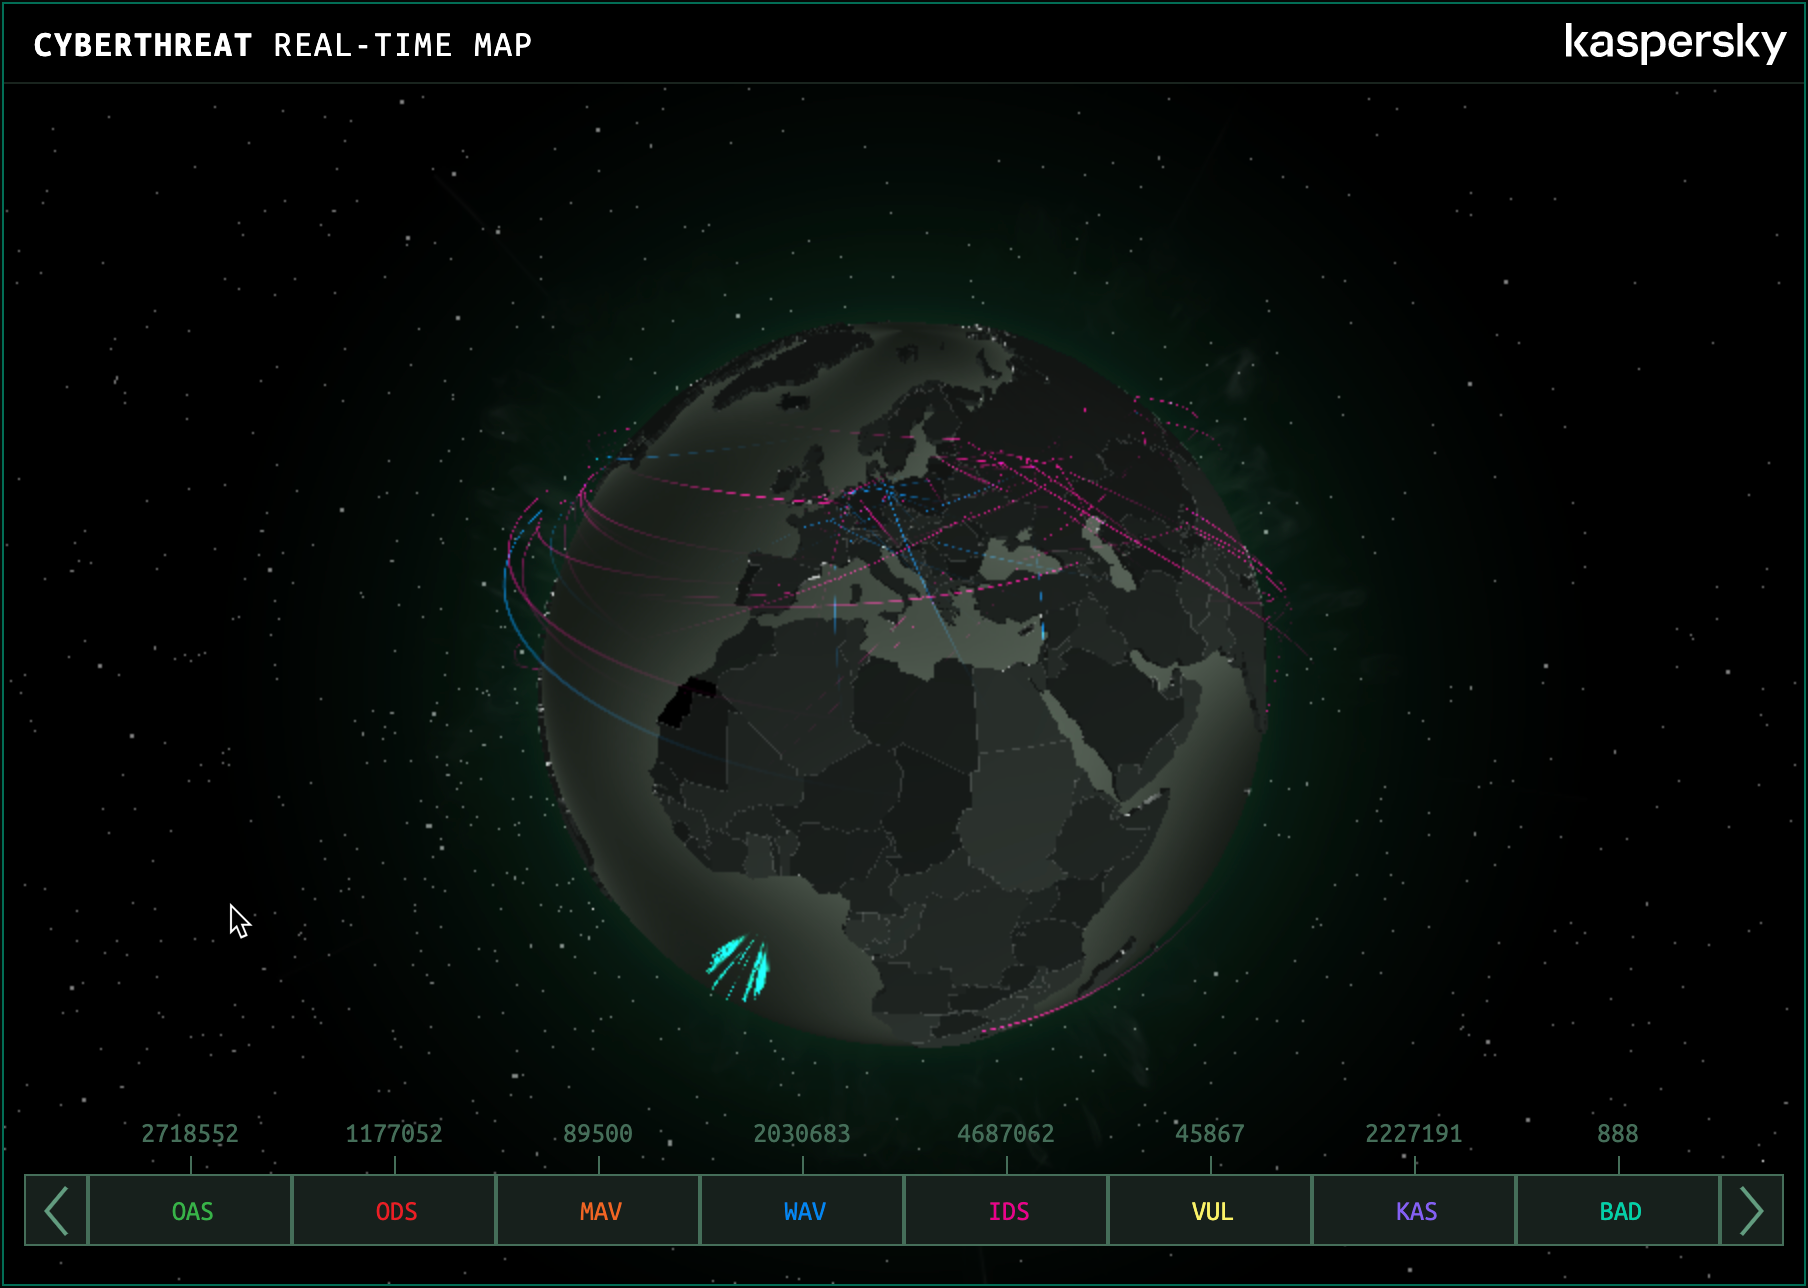 CYBERTHREAT REAL-TIME MAP
kaspersky
2718552 1177052 89500 2030683 4687062 45867 2227191 888
OAS ODS MAV WAV IDS VUL KAS BAD